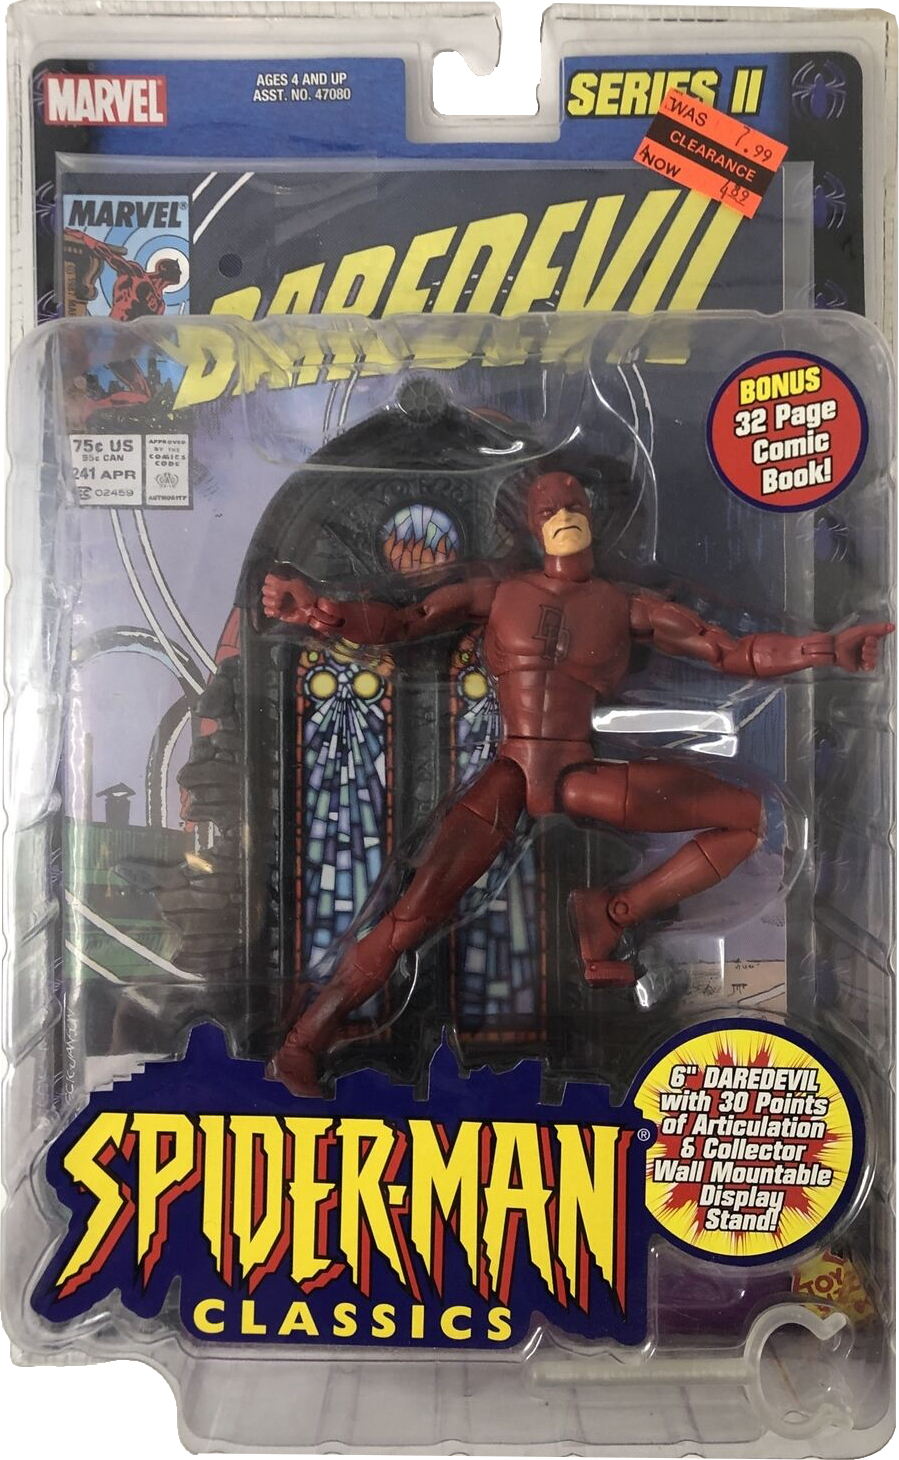 MARVEL
AGES 4 AND UP
ASST. NO. 47080
SERIES II
WAS 7.99
CLEARANCE
NOW 4.89
MARVEL®
DAREDEVIL
BONUS
32 Page
Comic
Book!
75¢ US
95¢ CAN
241 APR
02459
APPROVED
BY THE
COMICS
CODE
AUTHORITY
DD
6" DAREDEVIL
with 30 Points
of Articulation
& Collector
Wall Mountable
Display
Stand!
SPIDER-MAN®
CLASSICS
TOY